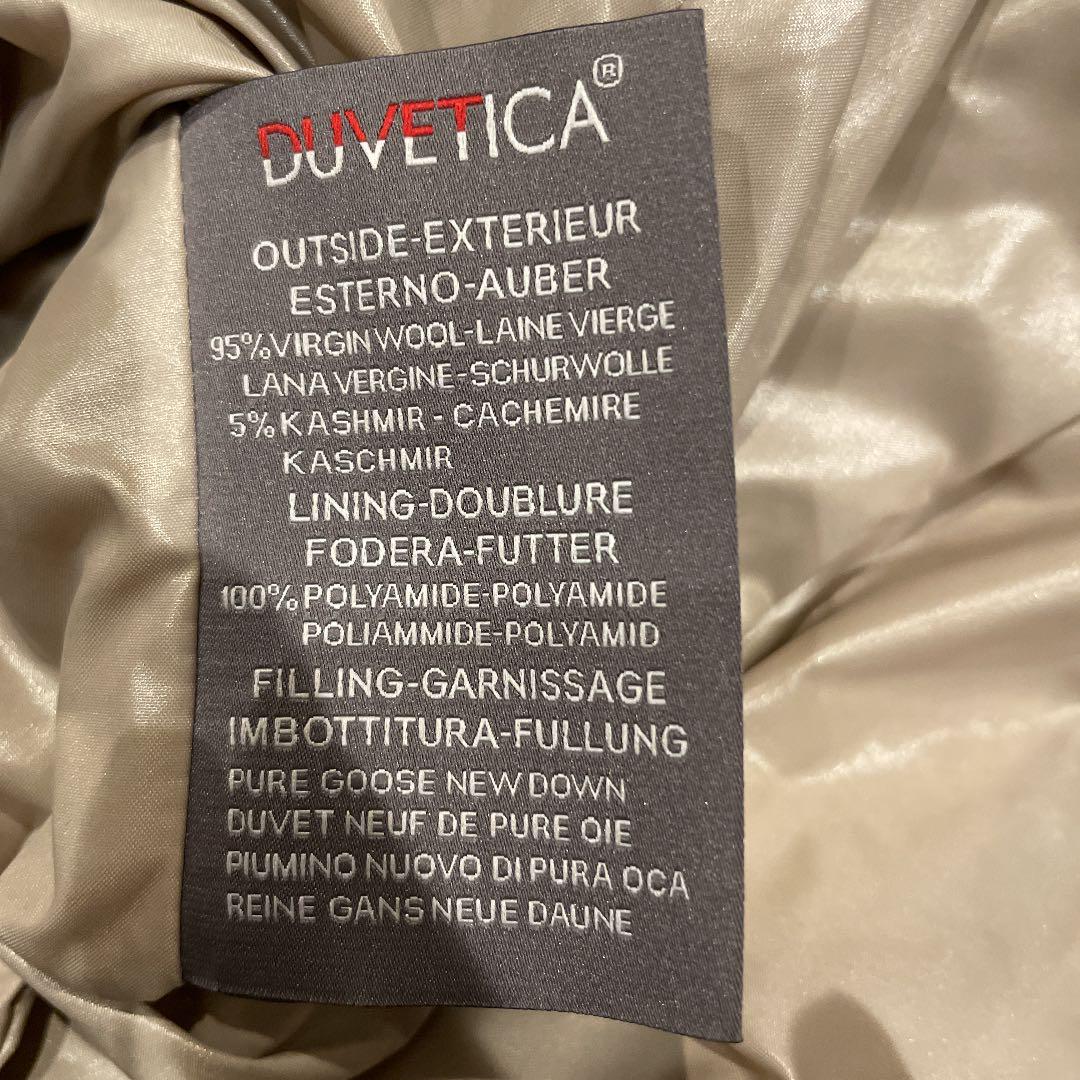 DUVETICA®
OUTSIDE-EXTERIEUR
ESTERNO-AUBER
95%VIRGIN WOOL-LAINE VIERGE
LANA VERGINE-SCHURWOLLE
5%KASHMIR - CACHEMIRE
KASCHMIR
LINING-DOUBLURE
FODERA-FUTTER
100%POLYAMIDE-POLYAMIDE
POLIAMMIDE-POLYAMID
FILLING-GARNISSAGE
IMBOTTITURA-FULLUNG
PURE GOOSE NEW DOWN
DUVET NEUF DE PURE OIE
PIUMINO NUOVO DI PURA OCA
REINE GANS NEUE DAUNE